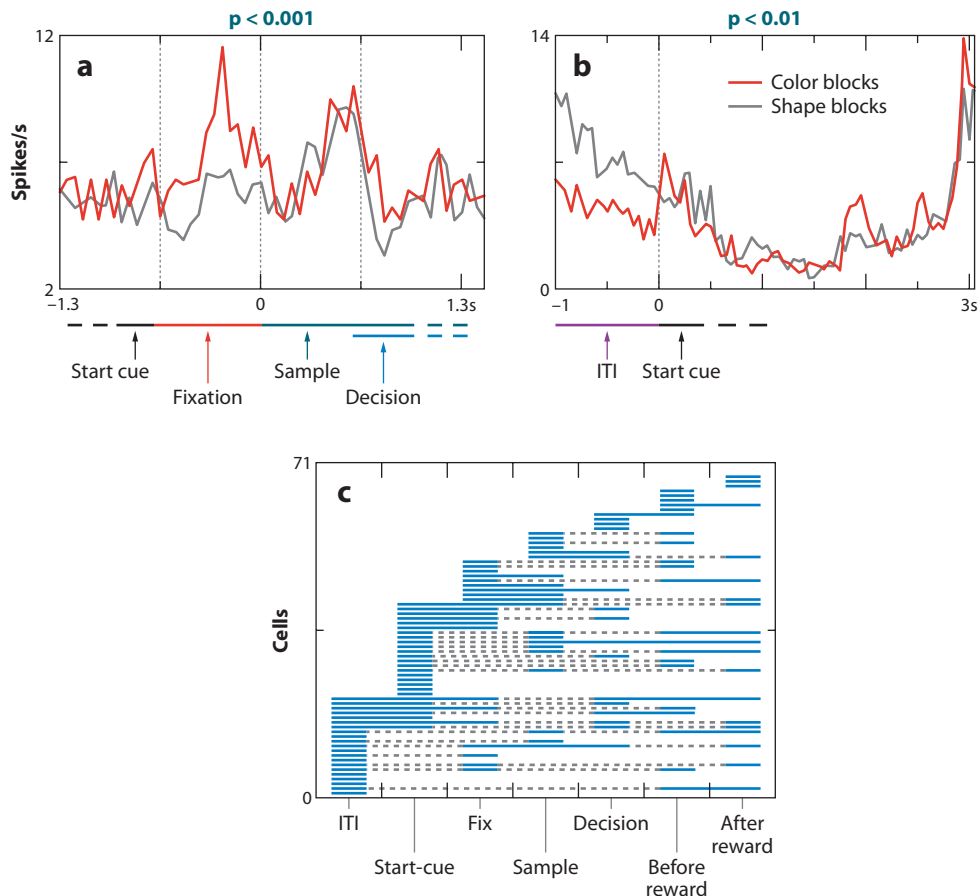 p < 0.001
12
a
Spikes/s
2
−1.3
0
1.3s
Start cue
Fixation
Sample
Decision
p < 0.01
14
b
Color blocks
Shape blocks
0
−1
0
3s
ITI
Start cue
71
c
Cells
0
ITI
Start-cue
Fix
Sample
Decision
Before
reward
After
reward